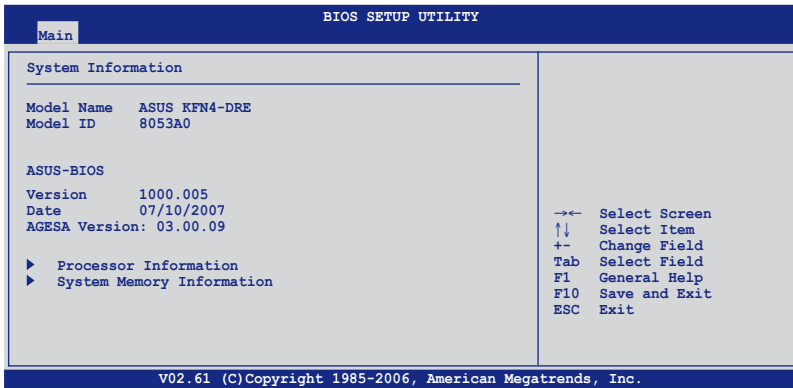 BIOS SETUP UTILITY
Main
System Information
Model Name ASUS KFN4-DRE
Model ID 8053A0
ASUS-BIOS
Version 1000.005
Date 07/10/2007
AGESA Version: 03.00.09
Processor Information
System Memory Information
→← Select Screen
↑↓ Select Item
+- Change Field
Tab Select Field
F1 General Help
F10 Save and Exit
ESC Exit
V02.61 (C)Copyright 1985-2006, American Megatrends, Inc.